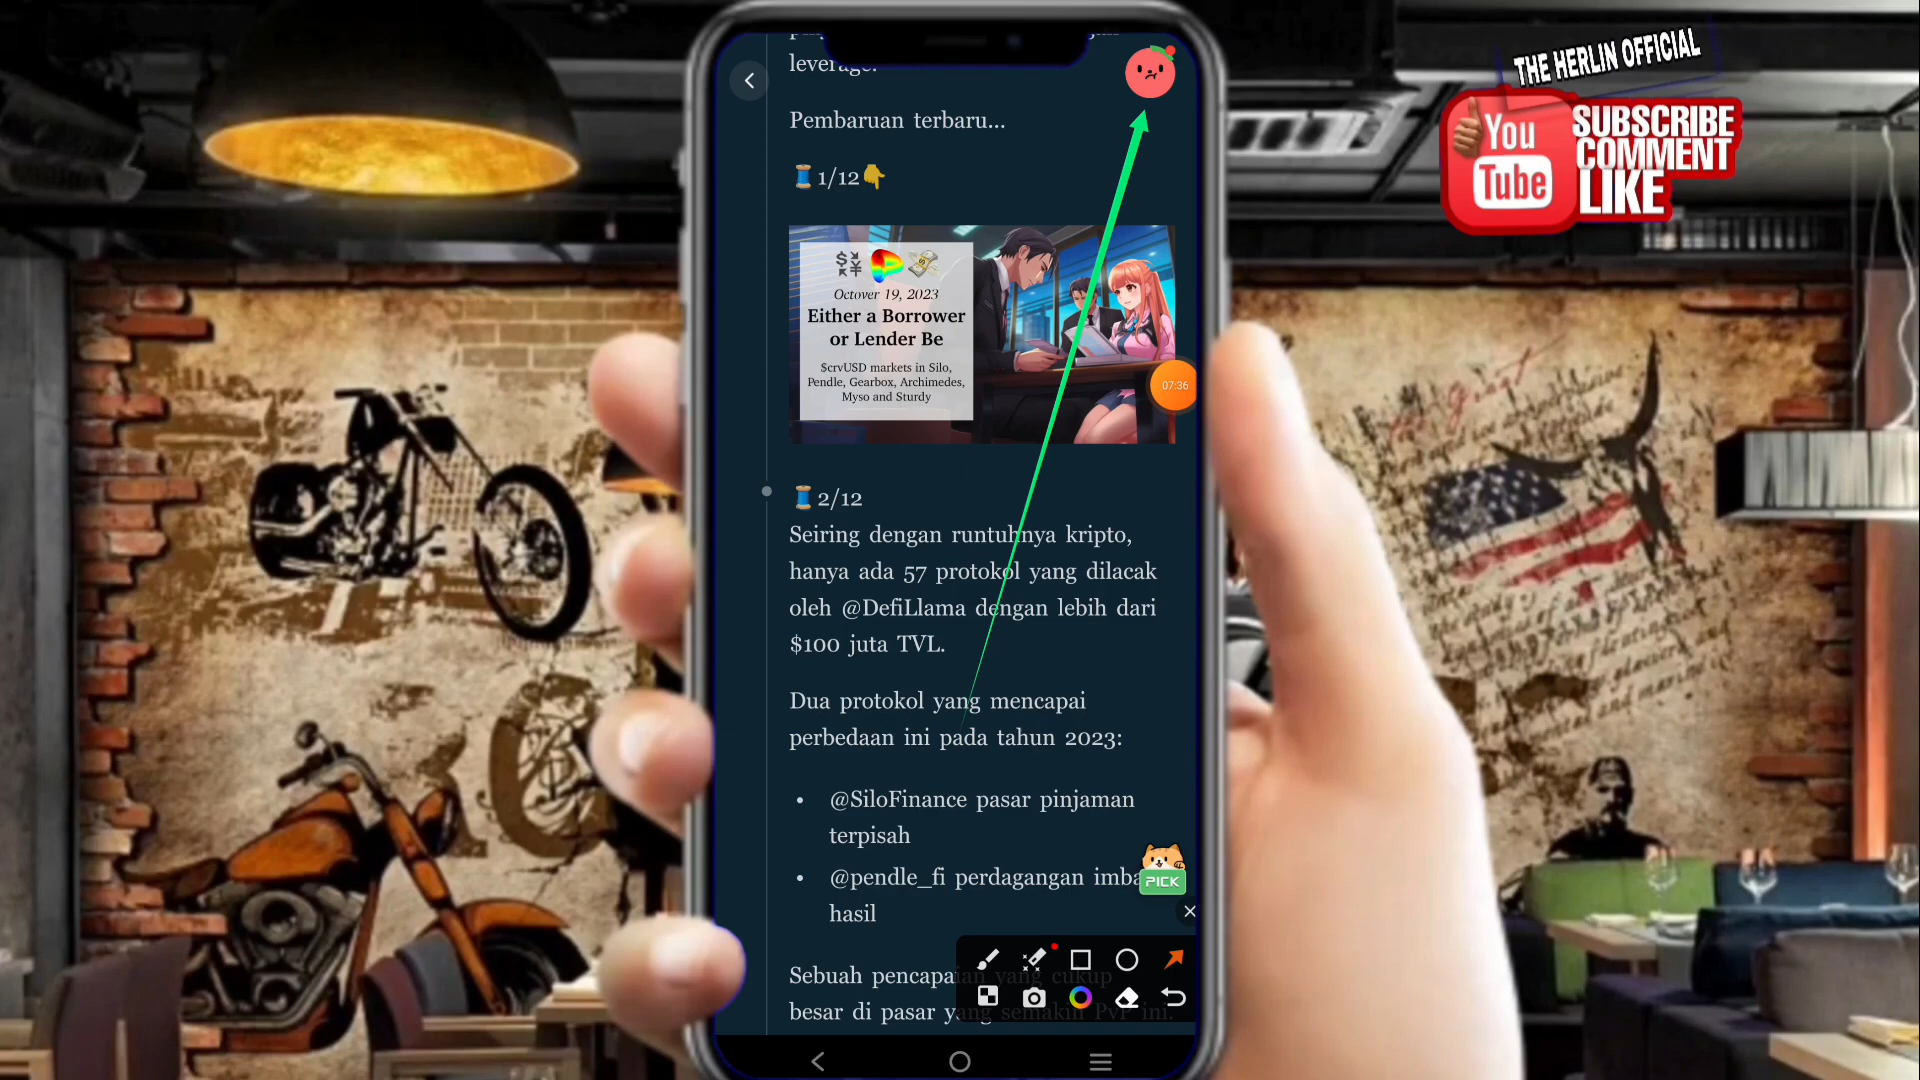 THE HERLIN OFFICIAL
You
Tube
SUBSCRIBE
COMMENT
LIKE
leverage.
Pembaruan terbaru...
🧵1/12👇
Octover 19, 2023
Either a Borrower
or Lender Be
$crvUSD markets in Silo,
Pendle, Gearbox, Archimedes,
Myso and Sturdy
07:36
🧵2/12
Seiring dengan runtuhnya kripto,
hanya ada 57 protokol yang dilacak
oleh @DefiLlama dengan lebih dari
$100 juta TVL.
Dua protokol yang mencapai
perbedaan ini pada tahun 2023:
• @SiloFinance pasar pinjaman
terpisah
• @pendle_fi perdagangan imba
hasil
PICK
Sebuah pencapaian yang cukup
besar di pasar yang semakin PvP ini.